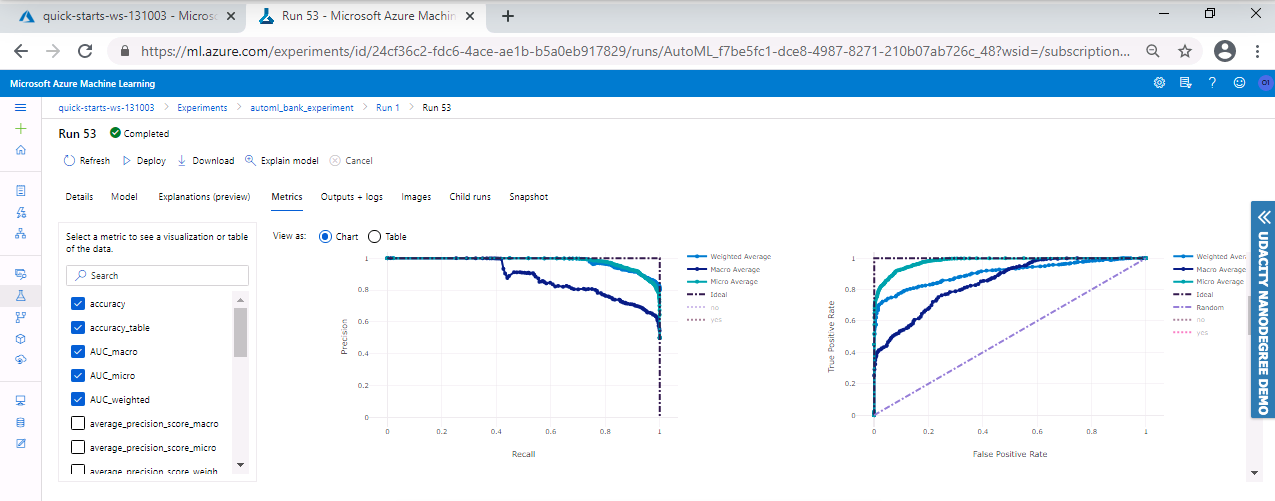 quick-starts-ws-131003 - Micros
Run 53 - Microsoft Azure Machin
https://ml.azure.com/experiments/id/24cf36c2-fdc6-4ace-ae1b-b5a0eb917829/runs/AutoML_f7be5fc1-dce8-4987-8271-210b07ab726c_48?wsid=/subscription...
Microsoft Azure Machine Learning
quick-starts-ws-131003 > Experiments > automl_bank_experiment > Run 1 > Run 53
Run 53 Completed
Refresh Deploy Download Explain model Cancel
Details Model Explanations (preview) Metrics Outputs + logs Images Child runs Snapshot
Select a metric to see a visualization or table
of the data.
Search
accuracy
accuracy_table
AUC_macro
AUC_micro
AUC_weighted
average_precision_score_macro
average_precision_score_micro
average_precision_score_weigh
View as: Chart Table
1
0.8
0.6
0.4
0.2
0
Precision
0 0.2 0.4 0.6 0.8 1
Recall
Weighted Average
Macro Average
Micro Average
Ideal
no
yes
1
0.8
0.6
0.4
0.2
0
True Positive Rate
0 0.2 0.4 0.6 0.8 1
False Positive Rate
Weighted Aver
Macro Average
Micro Average
Ideal
Random
no
yes
UDACITY NANODEGREE DEMO